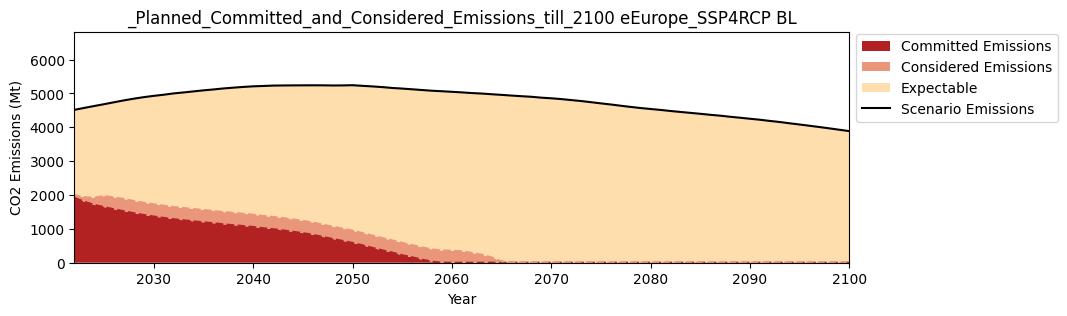 _Planned_Committed_and_Considered_Emissions_till_2100 eEurope_SSP4RCP BL
CO2 Emissions (Mt)
6000
5000
4000
3000
2000
1000
0
2030 2040 2050 2060 2070 2080 2090 2100
Year
Committed Emissions
Considered Emissions
Expectable
Scenario Emissions